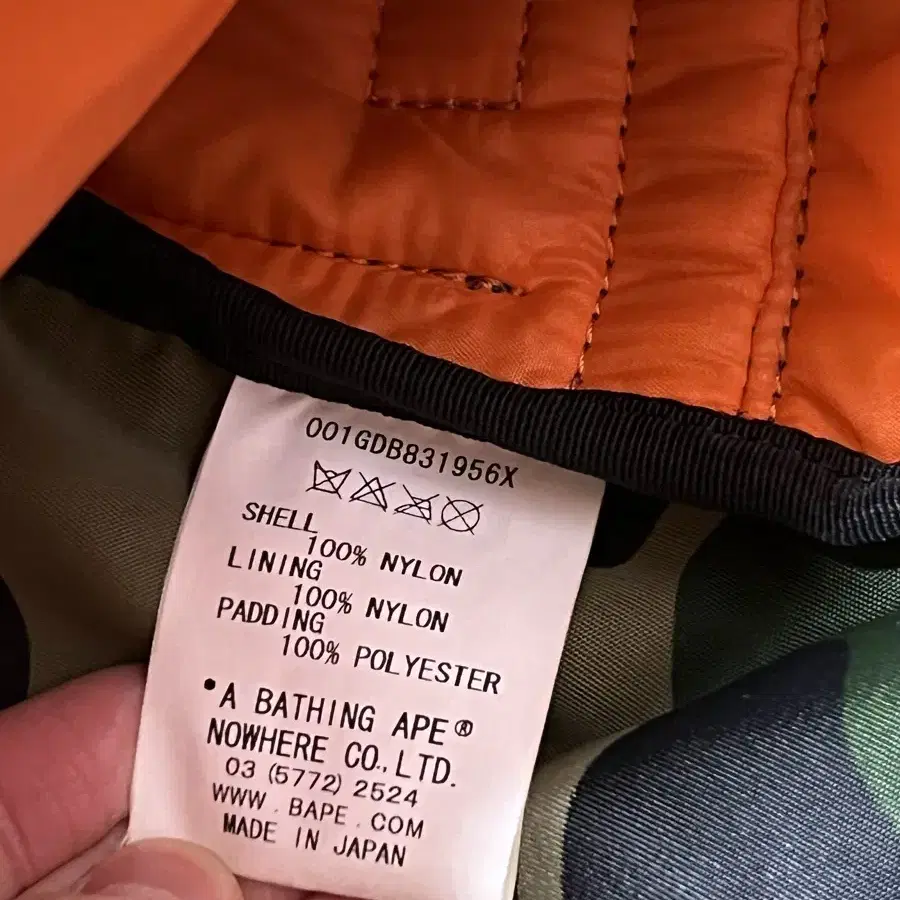 001GDB831956X
SHELL
100% NYLON
LINING
100% NYLON
PADDING
100% POLYESTER
•A BATHING APE®
NOWHERE CO.,LTD.
03 (5772) 2524
WWW.BAPE.COM
MADE IN JAPAN